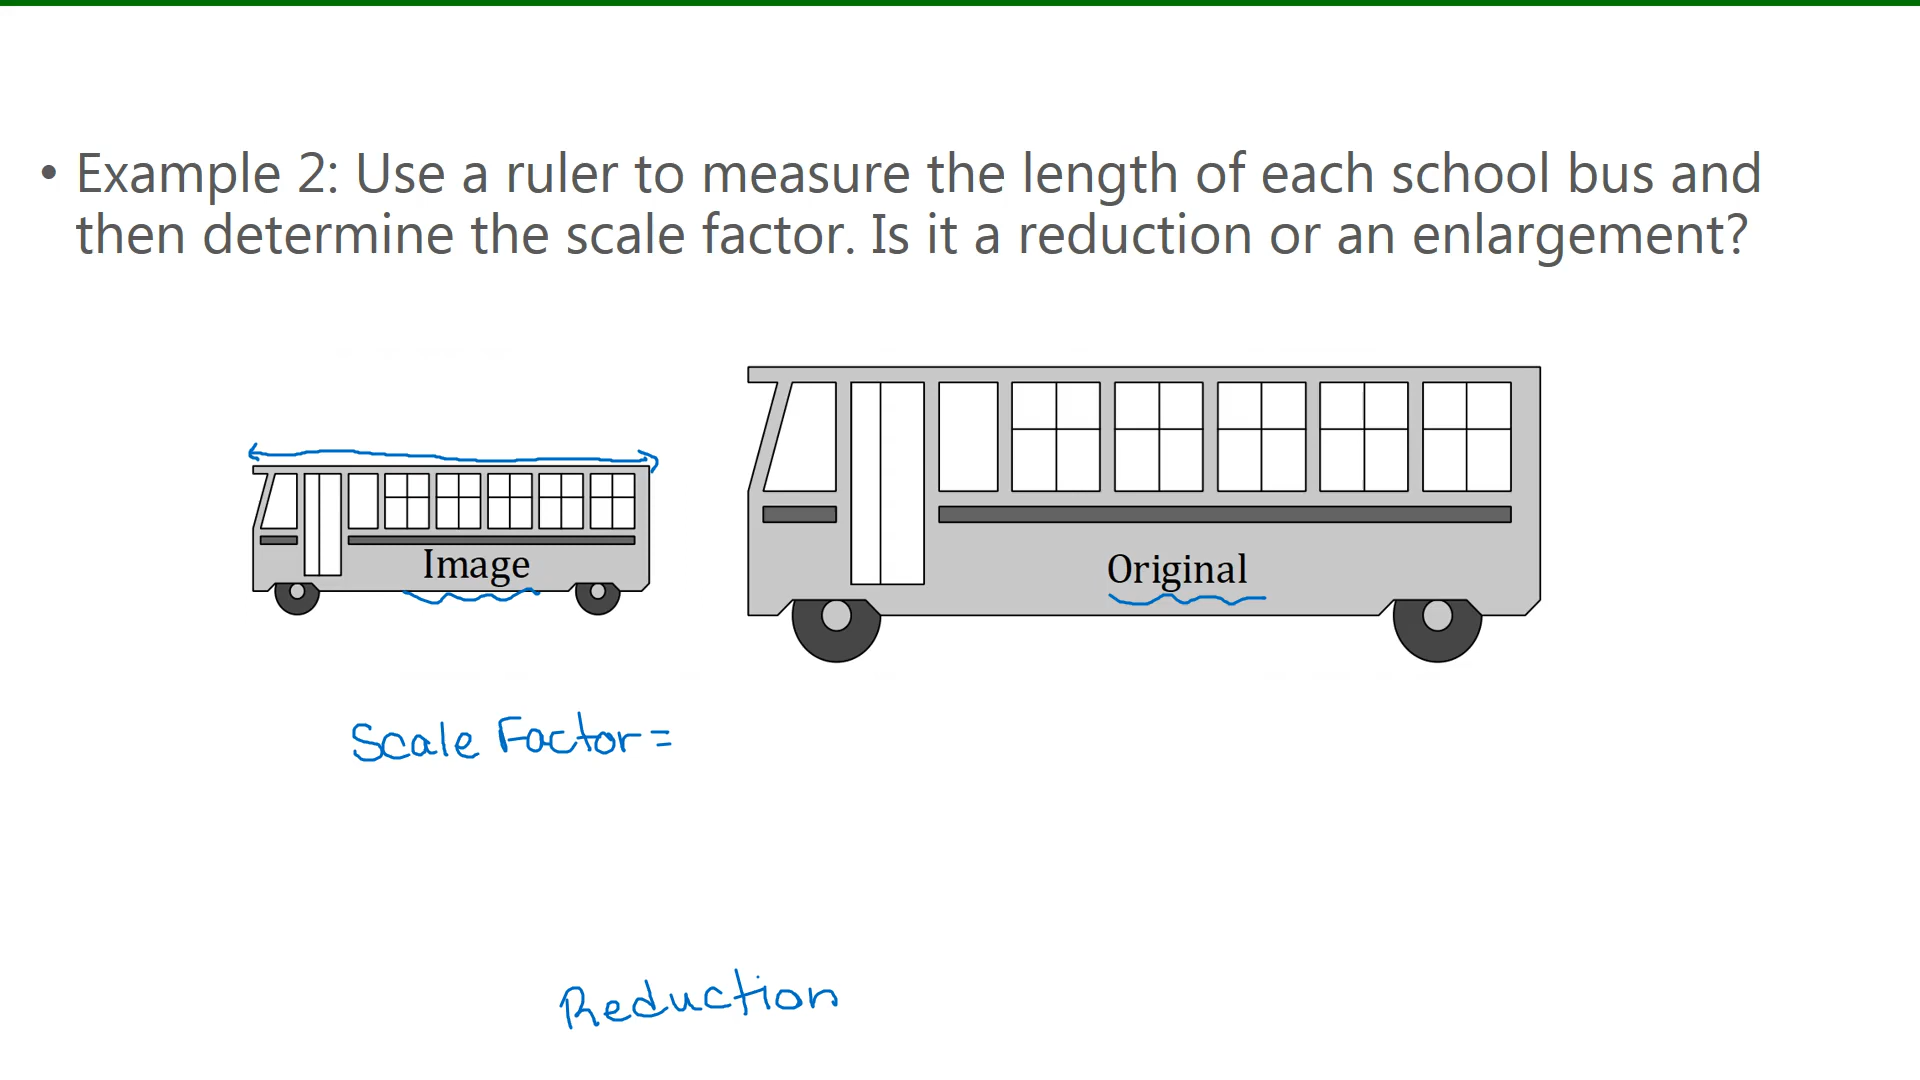 • Example 2: Use a ruler to measure the length of each school bus and
then determine the scale factor. Is it a reduction or an enlargement?
Image
Original
Scale Factor =
Reduction